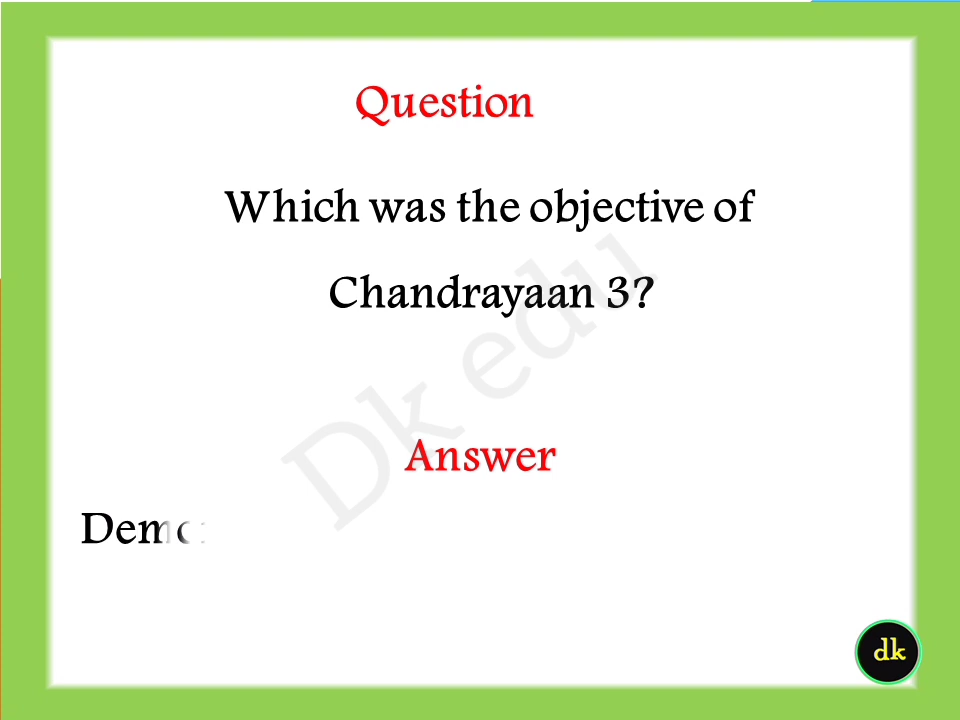 Question
Which was the objective of
Chandrayaan 3?
Dk edu
Answer
dk